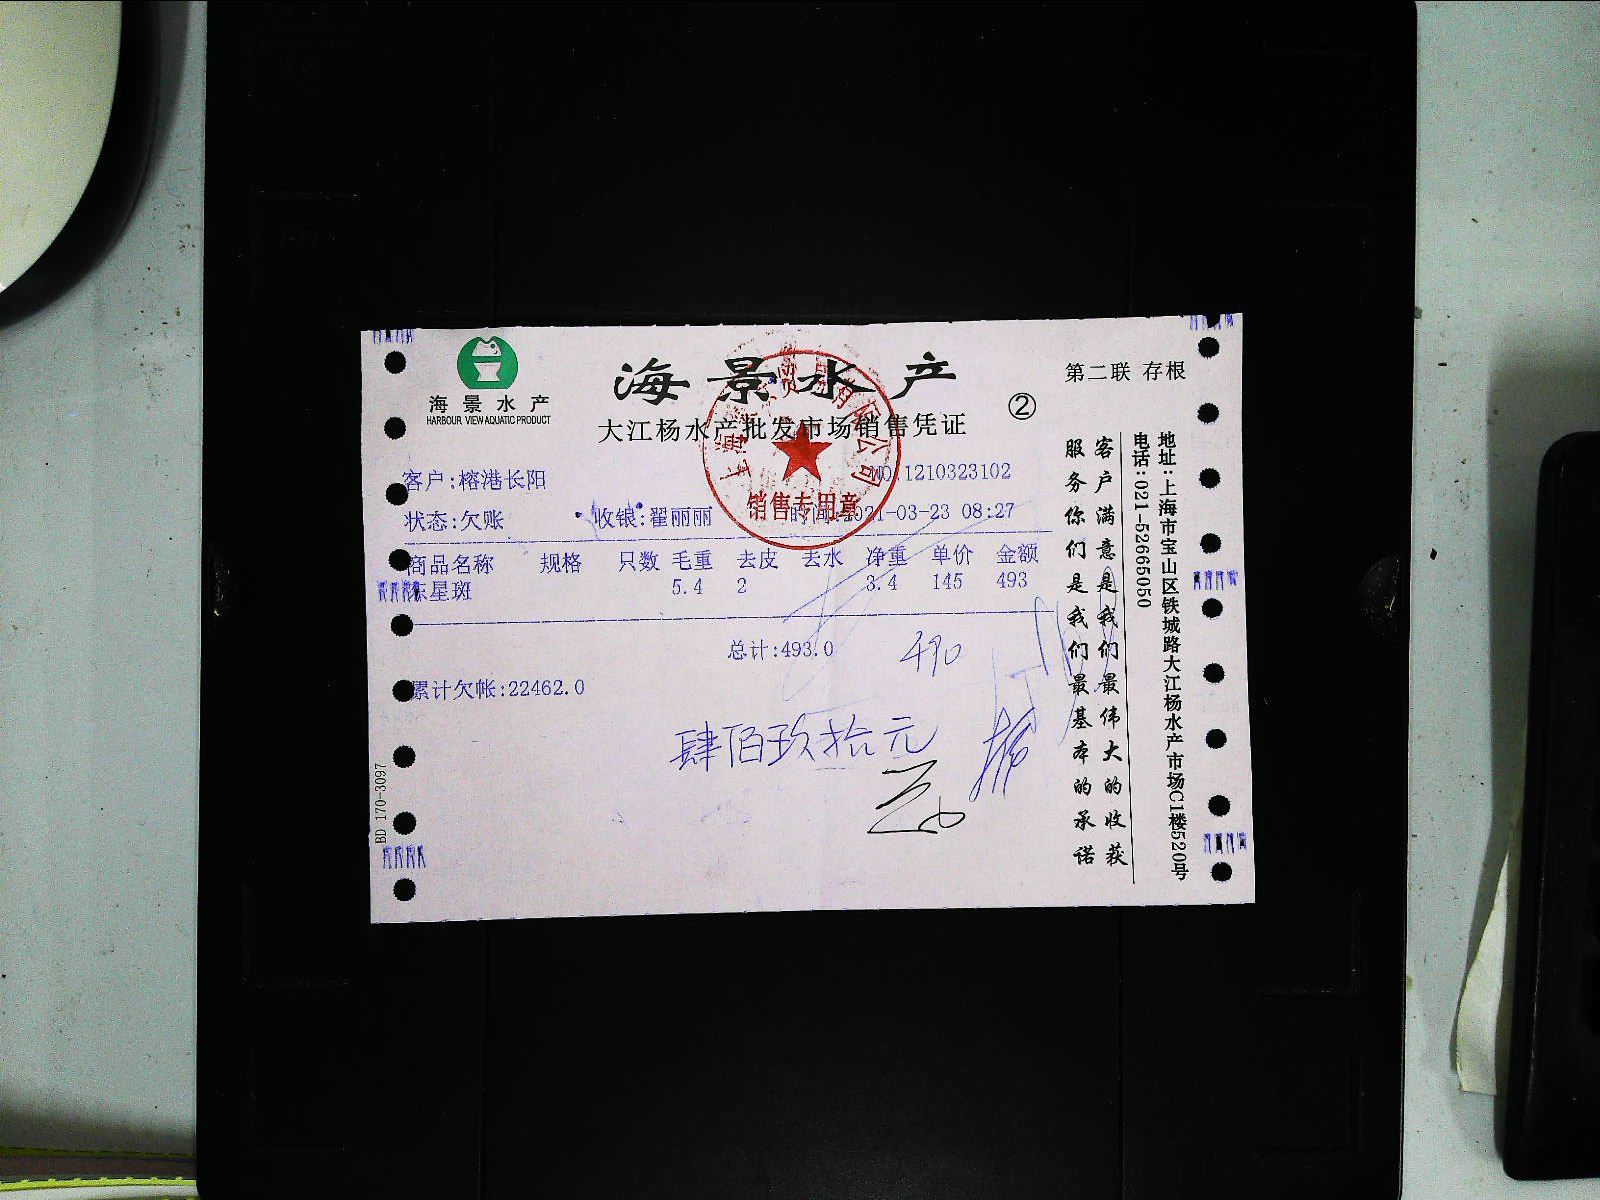 海景水产
HARBOUR VIEW AQUATIC PRODUCT
海景水产
大江杨水产批发市场销售凭证
②
第二联 存根
客户:榕港长阳
NO.1210323102
状态:欠账 收银:翟丽丽 时间:2021-03-23 08:27
销售专用章
商品名称 规格 只数 毛重 去皮 去水 净重 单价 金额
东星斑 5.4 2 3.4 145 493
总计:493.0
490
累计欠帐:22462.0
肆佰玖拾元
BD 170-3097
客户满意是我们最伟大的收获
服务你们是我们最基本的承诺
地址:上海市宝山区铁城路大江杨水产市场C1楼520号
电话:021-52665050